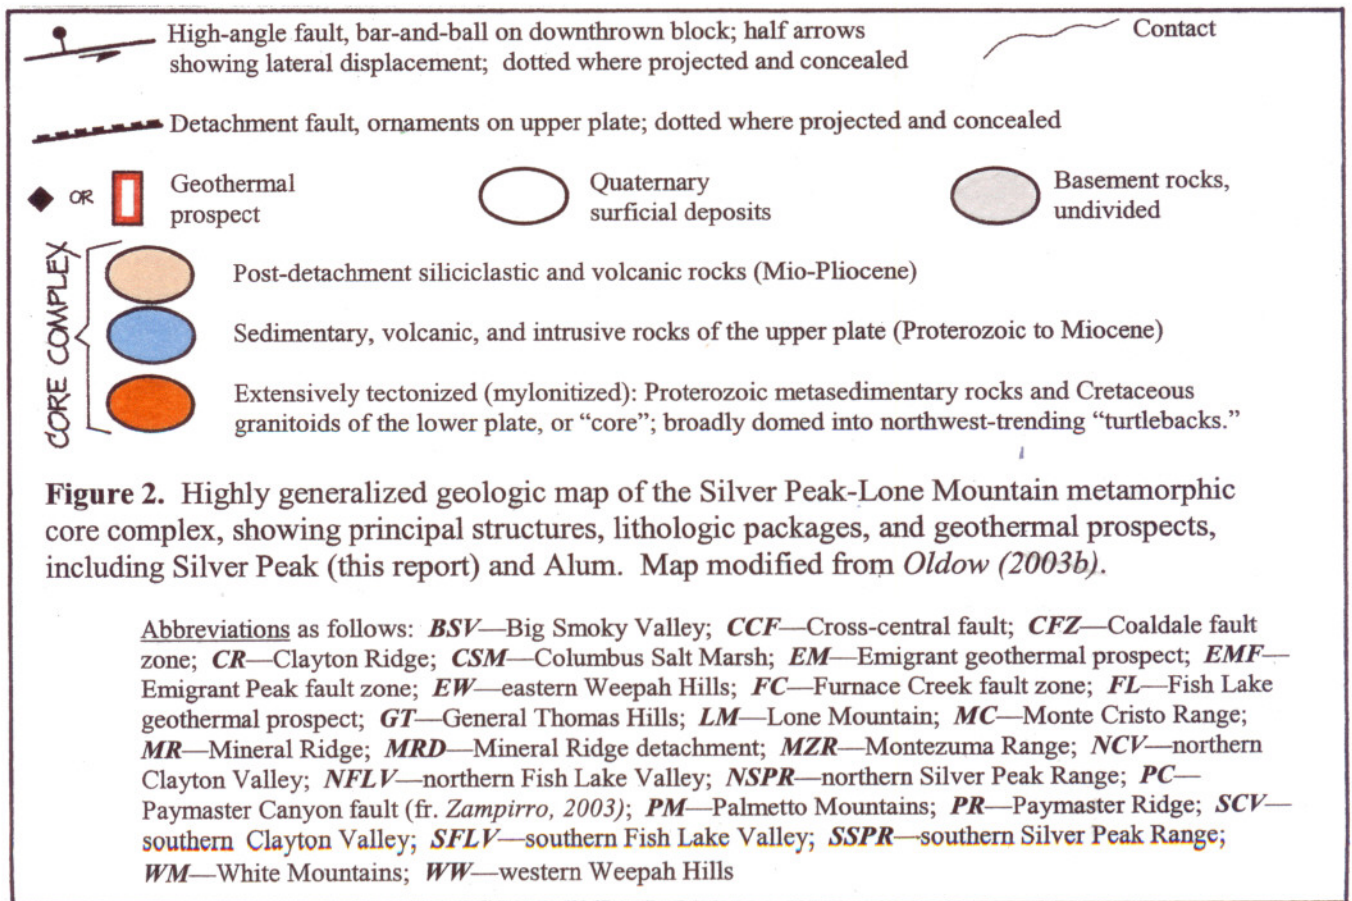 High-angle fault, bar-and-ball on downthrown block; half arrows
showing lateral displacement; dotted where projected and concealed
Contact
Detachment fault, ornaments on upper plate; dotted where projected and concealed
OR
Geothermal
prospect
Quaternary
surficial deposits
Basement rocks,
undivided
CORE COMPLEX
Post-detachment siliciclastic and volcanic rocks (Mio-Pliocene)
Sedimentary, volcanic, and intrusive rocks of the upper plate (Proterozoic to Miocene)
Extensively tectonized (mylonitized): Proterozoic metasedimentary rocks and Cretaceous
granitoids of the lower plate, or “core”; broadly domed into northwest-trending “turtlebacks.”
Figure 2. Highly generalized geologic map of the Silver Peak-Lone Mountain metamorphic
core complex, showing principal structures, lithologic packages, and geothermal prospects,
including Silver Peak (this report) and Alum. Map modified from Oldow (2003b).
Abbreviations as follows: BSV—Big Smoky Valley; CCF—Cross-central fault; CFZ—Coaldale fault
zone; CR—Clayton Ridge; CSM—Columbus Salt Marsh; EM—Emigrant geothermal prospect; EMF—
Emigrant Peak fault zone; EW—eastern Weepah Hills; FC—Furnace Creek fault zone; FL—Fish Lake
geothermal prospect; GT—General Thomas Hills; LM—Lone Mountain; MC—Monte Cristo Range;
MR—Mineral Ridge; MRD—Mineral Ridge detachment; MZR—Montezuma Range; NCV—northern
Clayton Valley; NFLV—northern Fish Lake Valley; NSPR—northern Silver Peak Range; PC—
Paymaster Canyon fault (fr. Zampirro, 2003); PM—Palmetto Mountains; PR—Paymaster Ridge; SCV—
southern Clayton Valley; SFLV—southern Fish Lake Valley; SSPR—southern Silver Peak Range;
WM—White Mountains; WW—western Weepah Hills